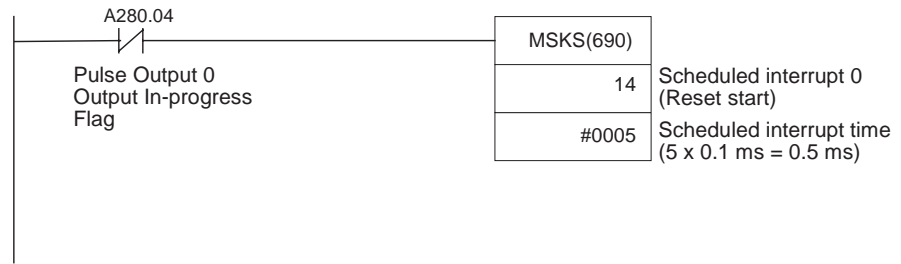 A280.04
MSKS(690)
Pulse Output 0
Output In-progress
Flag
14
Scheduled interrupt 0
(Reset start)
#0005
Scheduled interrupt time
(5 x 0.1 ms = 0.5 ms)